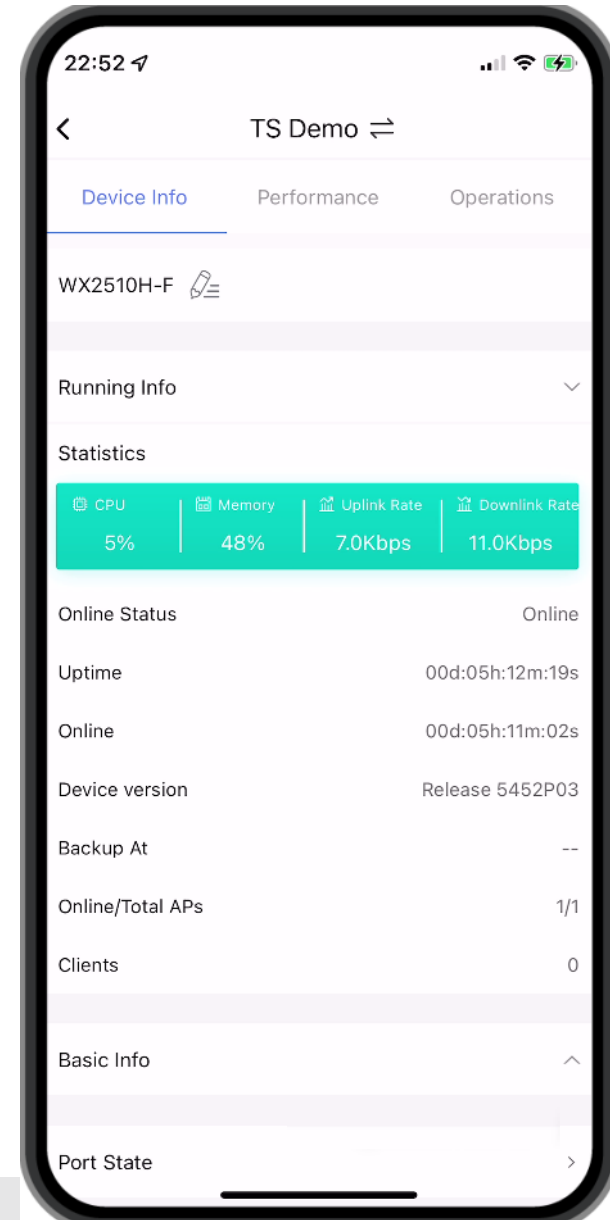 22:52
TS Demo
Device Info Performance Operations
WX2510H-F
Running Info
Statistics
CPU Memory Uplink Rate Downlink Rate
5% 48% 7.0Kbps 11.0Kbps
Online Status Online
Uptime 00d:05h:12m:19s
Online 00d:05h:11m:02s
Device version Release 5452P03
Backup At --
Online/Total APs 1/1
Clients 0
Basic Info
Port State